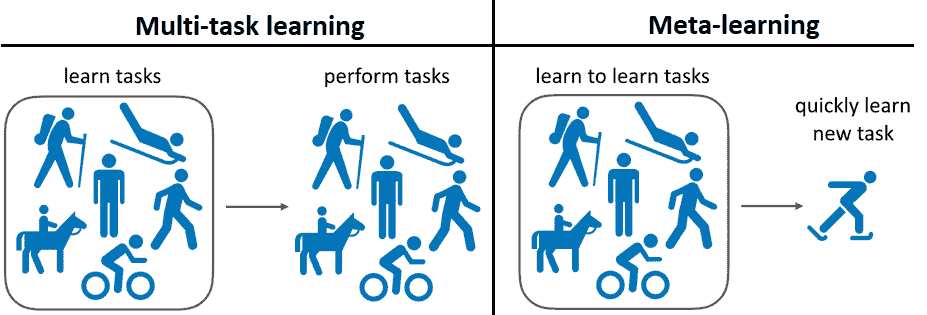 Multi-task learning
Meta-learning
learn tasks
perform tasks
learn to learn tasks
quickly learn
new task